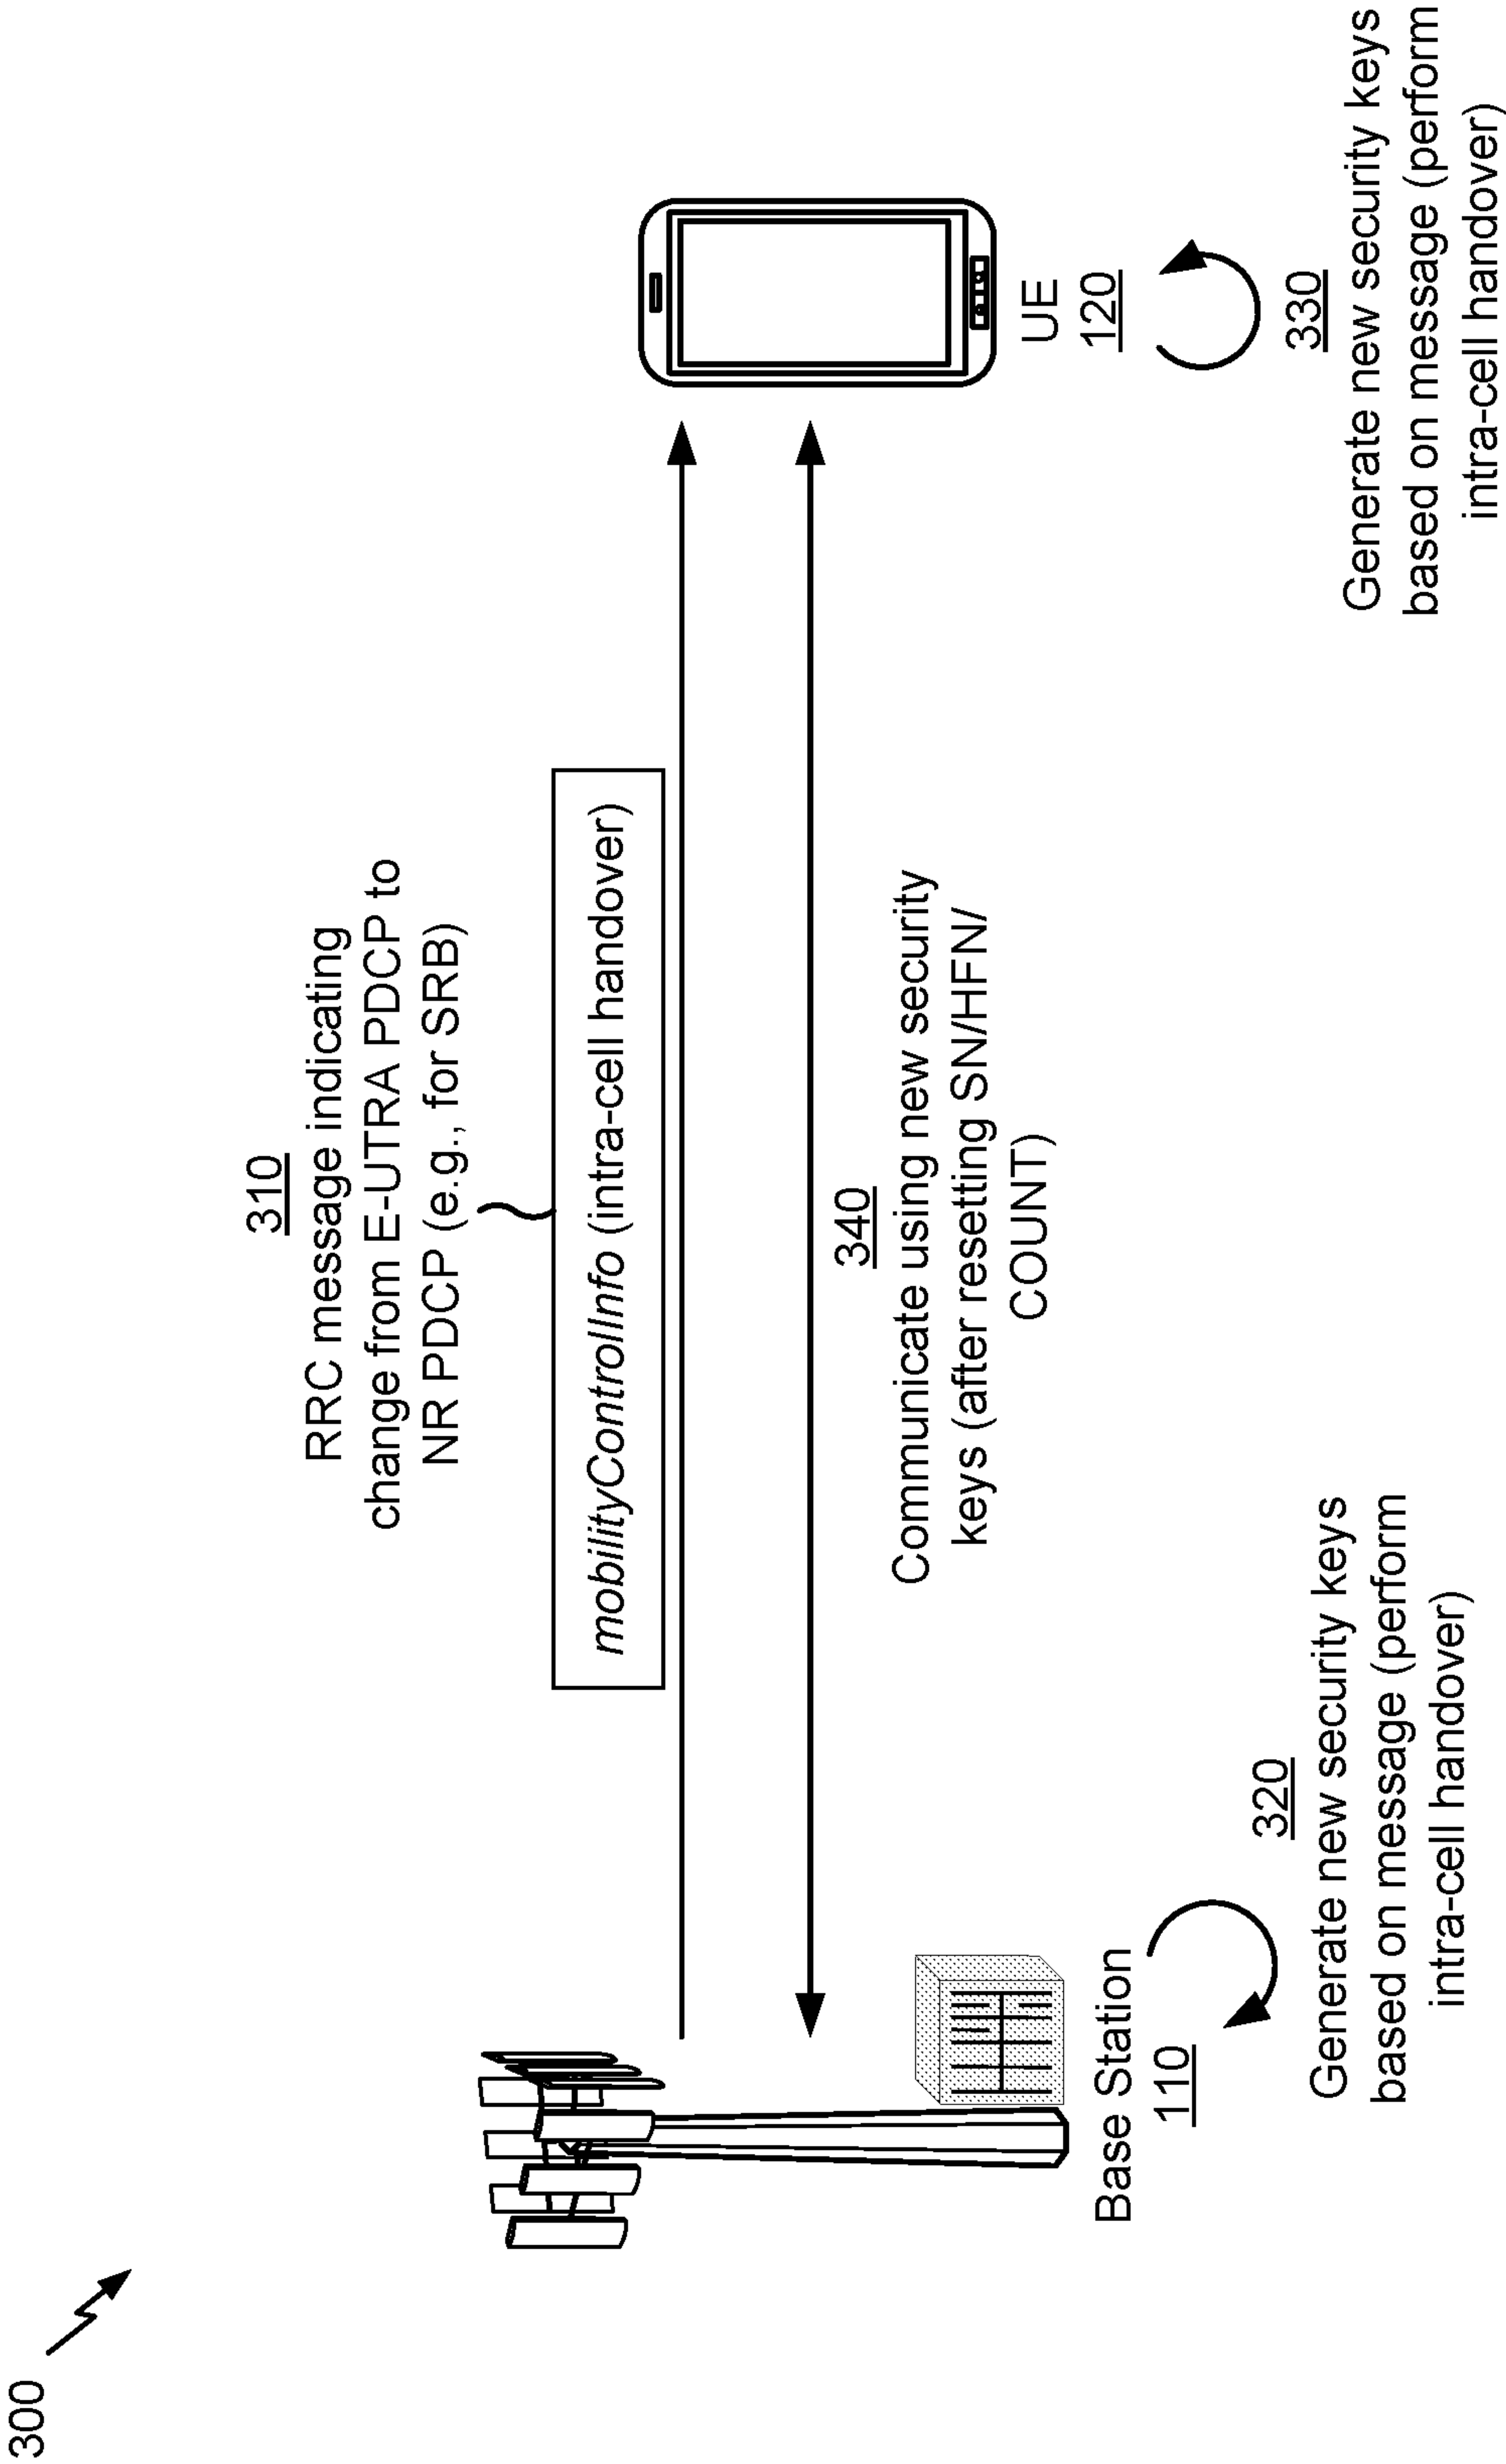 300
310
RRC message indicating
change from E-UTRA PDCP to
NR PDCP (e.g., for SRB)
mobilityControlInfo (intra-cell handover)
340
Communicate using new security
keys (after resetting SN/HFN/
COUNT)
Base Station
110
320
Generate new security keys
based on message (perform
intra-cell handover)
UE
120
330
Generate new security keys
based on message (perform
intra-cell handover)